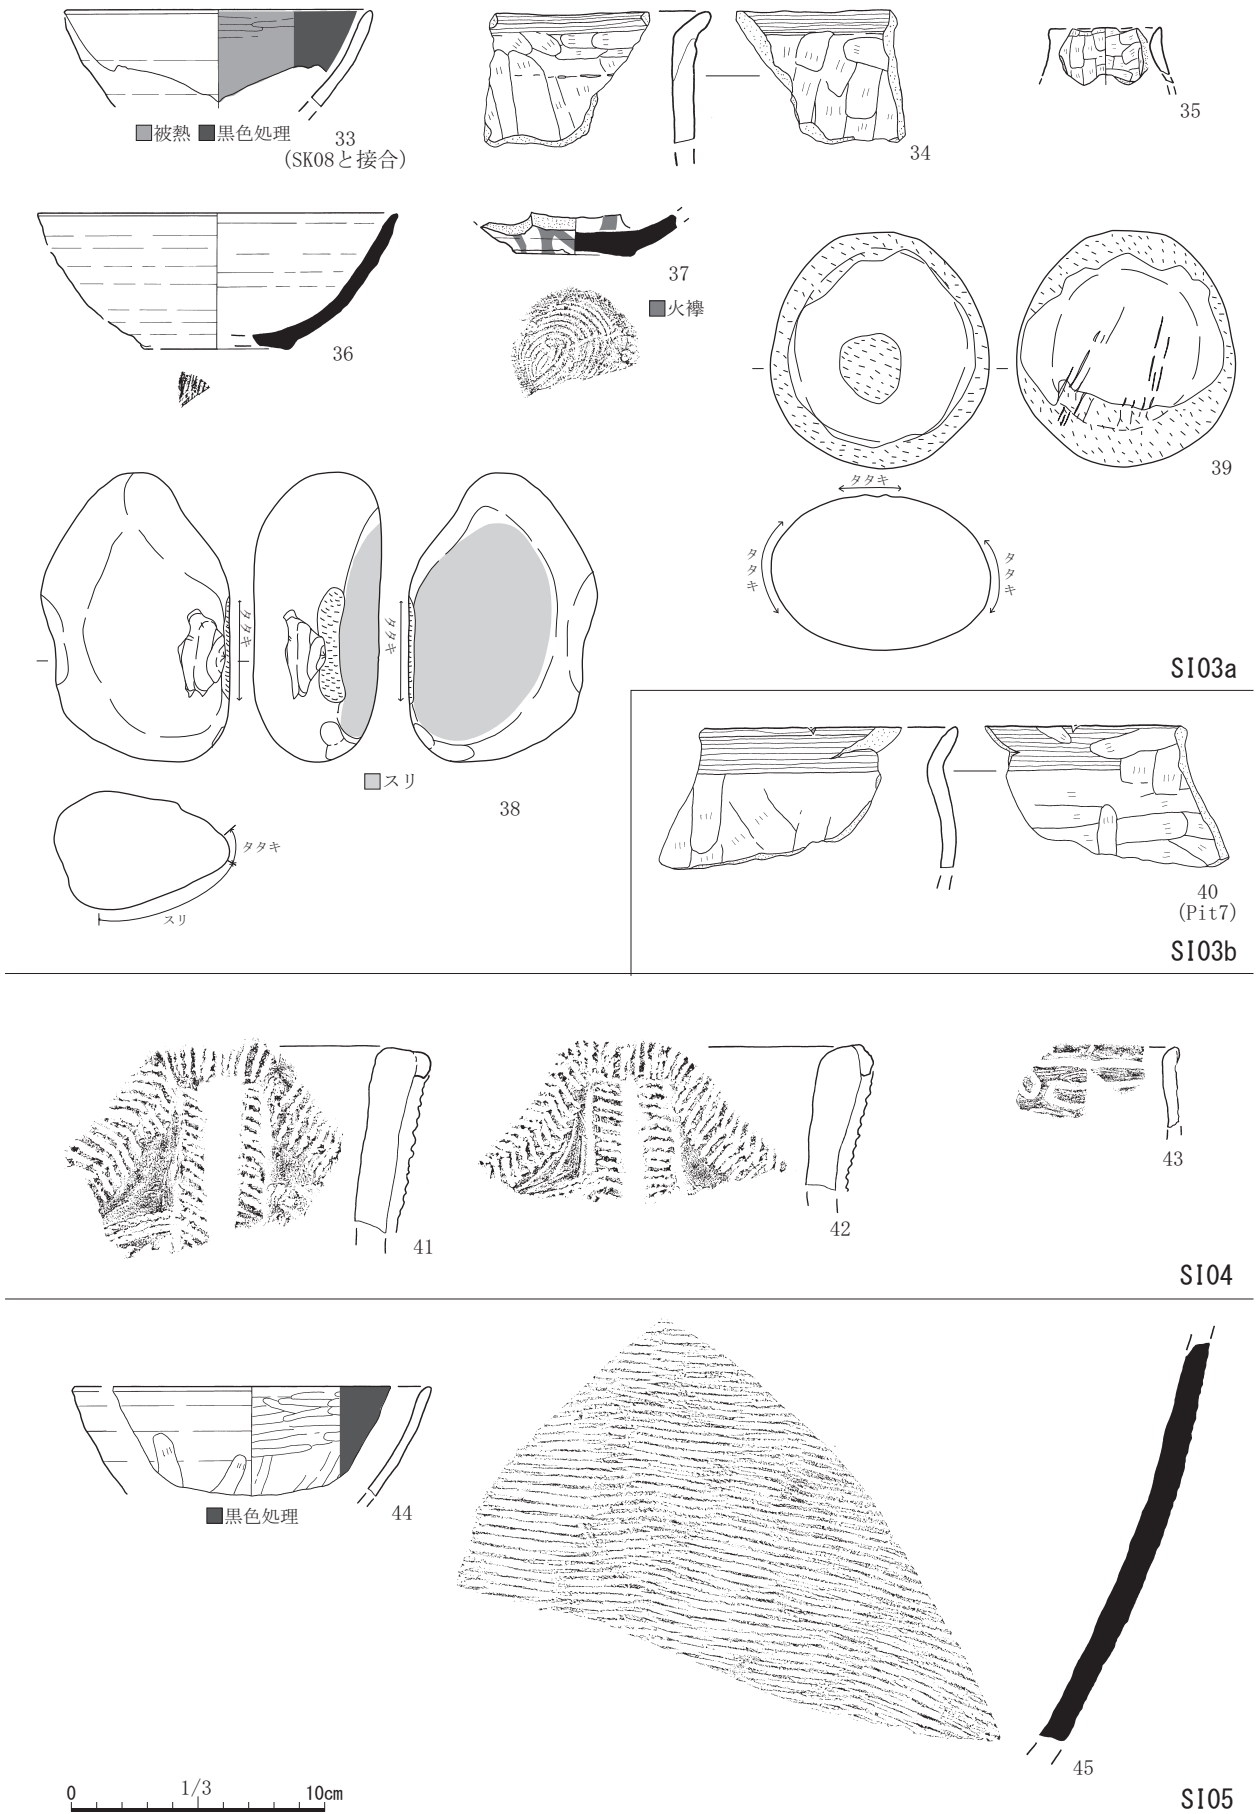 被熱 黒色処理 33
(SK08と接合)
34
35
36
37
火襷
タタキ
タタキ
タタキ
39
タタキ
タタキ
スリ
38
タタキ
スリ
SI03a
40
(Pit7)
SI03b
41
42
43
SI04
黒色処理
44
45
0 1/3 10cm
SI05